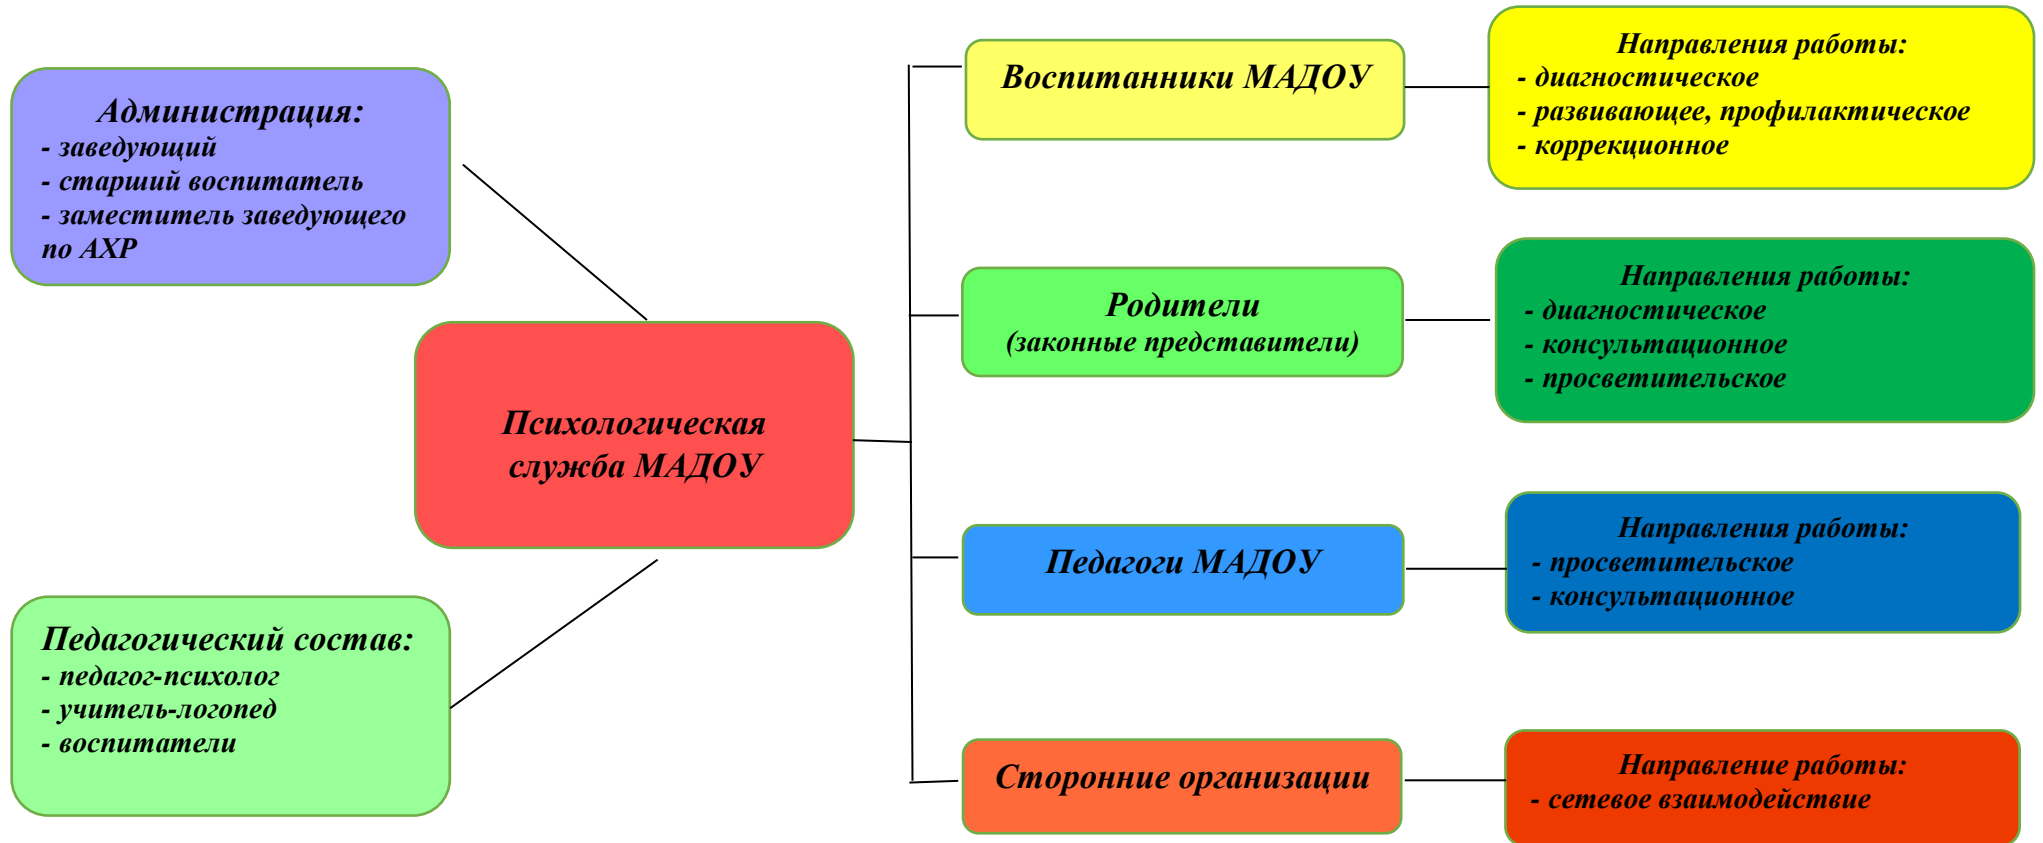 Администрация:
- заведующий
- старший воспитатель
- заместитель заведующего
по АХР
Психологическая
служба МАДОУ
Педагогический состав:
- педагог-психолог
- учитель-логопед
- воспитатели
Воспитанники МАДОУ
Направления работы:
- диагностическое
- развивающее, профилактическое
- коррекционное
Родители
(законные представители)
Направления работы:
- диагностическое
- консультационное
- просветительское
Педагоги МАДОУ
Направления работы:
- просветительское
- консультационное
Сторонние организации
Направление работы:
- сетевое взаимодействие